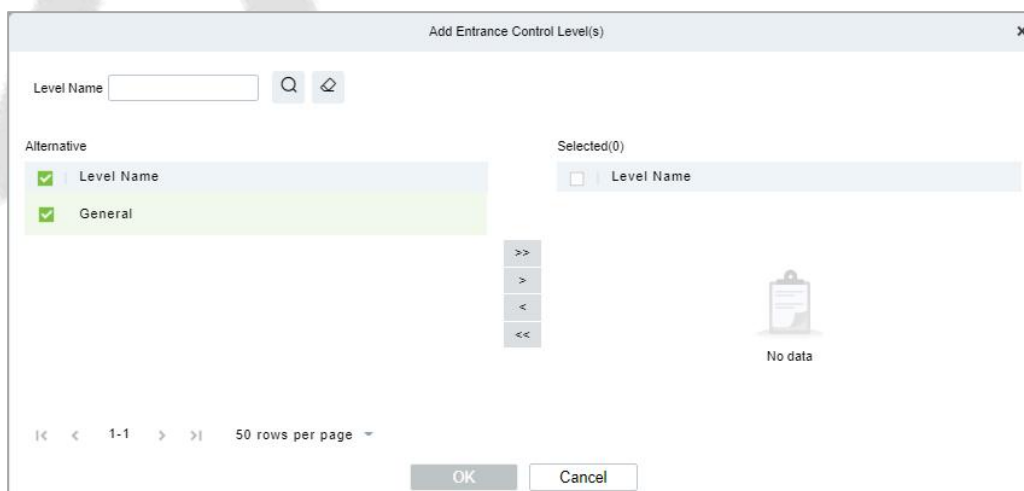 Add Entrance Control Level(s)
Level Name
Alternative
Level Name
General
Selected(0)
Level Name
>>
>
<
<<
No data
1-1
50 rows per page
OK
Cancel